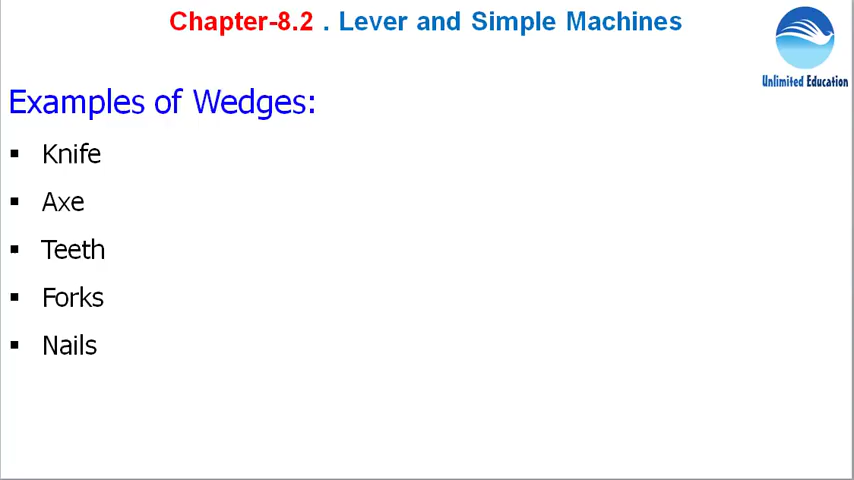 Chapter-8.2 . Lever and Simple Machines
Unlimited Education
Examples of Wedges:
▪ Knife
▪ Axe
▪ Teeth
▪ Forks
▪ Nails